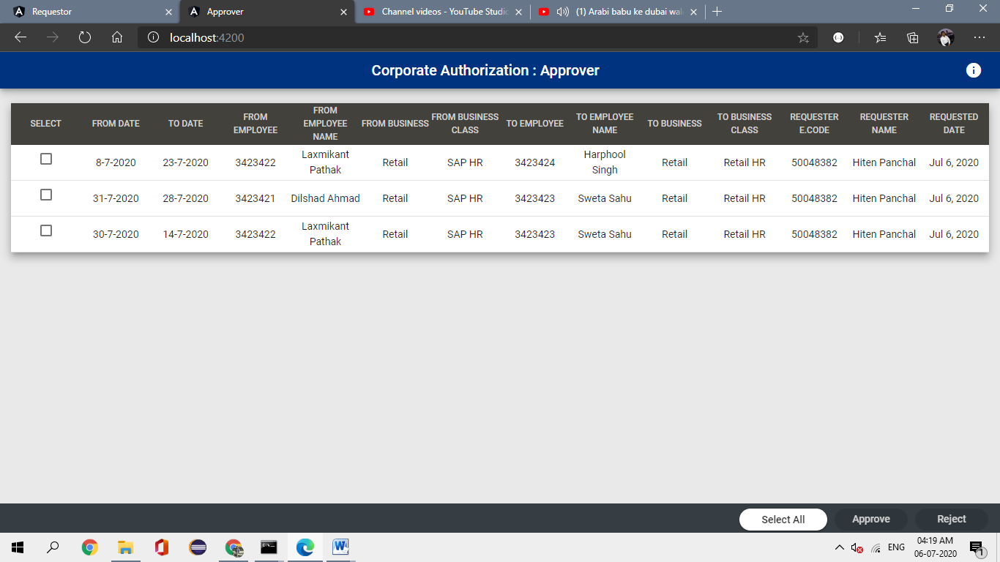 Requestor
Approver
Channel videos - YouTube Studio
(1) Arabi babu ke dubai wali
localhost:4200
Corporate Authorization : Approver
SELECT FROM DATE TO DATE FROM EMPLOYEE FROM EMPLOYEE NAME FROM BUSINESS FROM BUSINESS CLASS TO EMPLOYEE TO EMPLOYEE NAME TO BUSINESS TO BUSINESS CLASS REQUESTER E.CODE REQUESTER NAME REQUESTED DATE
8-7-2020 23-7-2020 3423422 Laxmikant Pathak Retail SAP HR 3423424 Harphool Singh Retail Retail HR 50048382 Hiten Panchal Jul 6, 2020
31-7-2020 28-7-2020 3423421 Dilshad Ahmad Retail SAP HR 3423423 Sweta Sahu Retail Retail HR 50048382 Hiten Panchal Jul 6, 2020
30-7-2020 14-7-2020 3423422 Laxmikant Pathak Retail SAP HR 3423423 Sweta Sahu Retail Retail HR 50048382 Hiten Panchal Jul 6, 2020
Select All Approve Reject
ENG
04:19 AM
06-07-2020
1